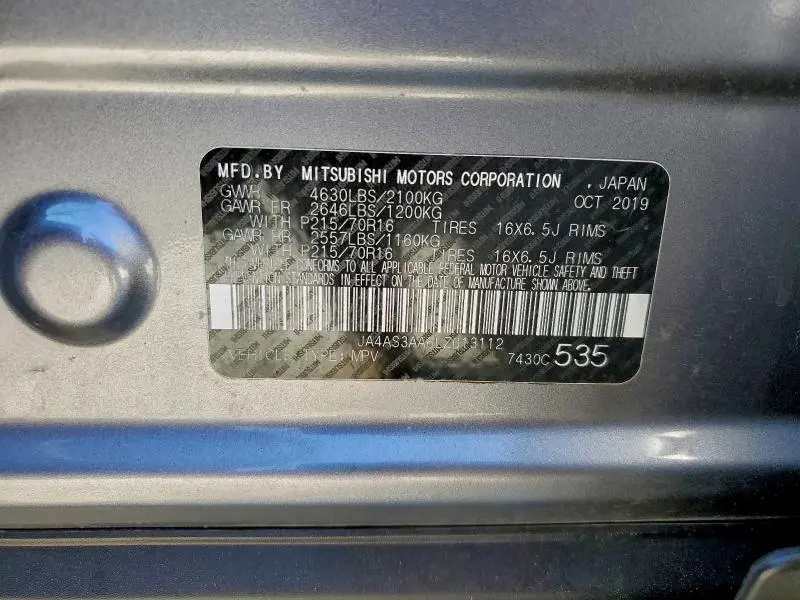 MFD.BY MITSUBISHI MOTORS CORPORATION , JAPAN
GVWR 4630LBS/2100KG OCT 2019
GAWR FR 2646LBS/1200KG
WITH P215/70R16 TIRES 16X6.5J RIMS
GAWR RR 2557LBS/1160KG
WITH P215/70R16 TIRES 16X6.5J RIMS
CONFORMS TO ALL APPLICABLE FEDERAL MOTOR VEHICLE SAFETY AND THEFT
PREVENTION STANDARDS IN EFFECT ON THE DATE OF MANUFACTURE SHOWN ABOVE.
VEHICLE TYPE: MPV 7430C 535